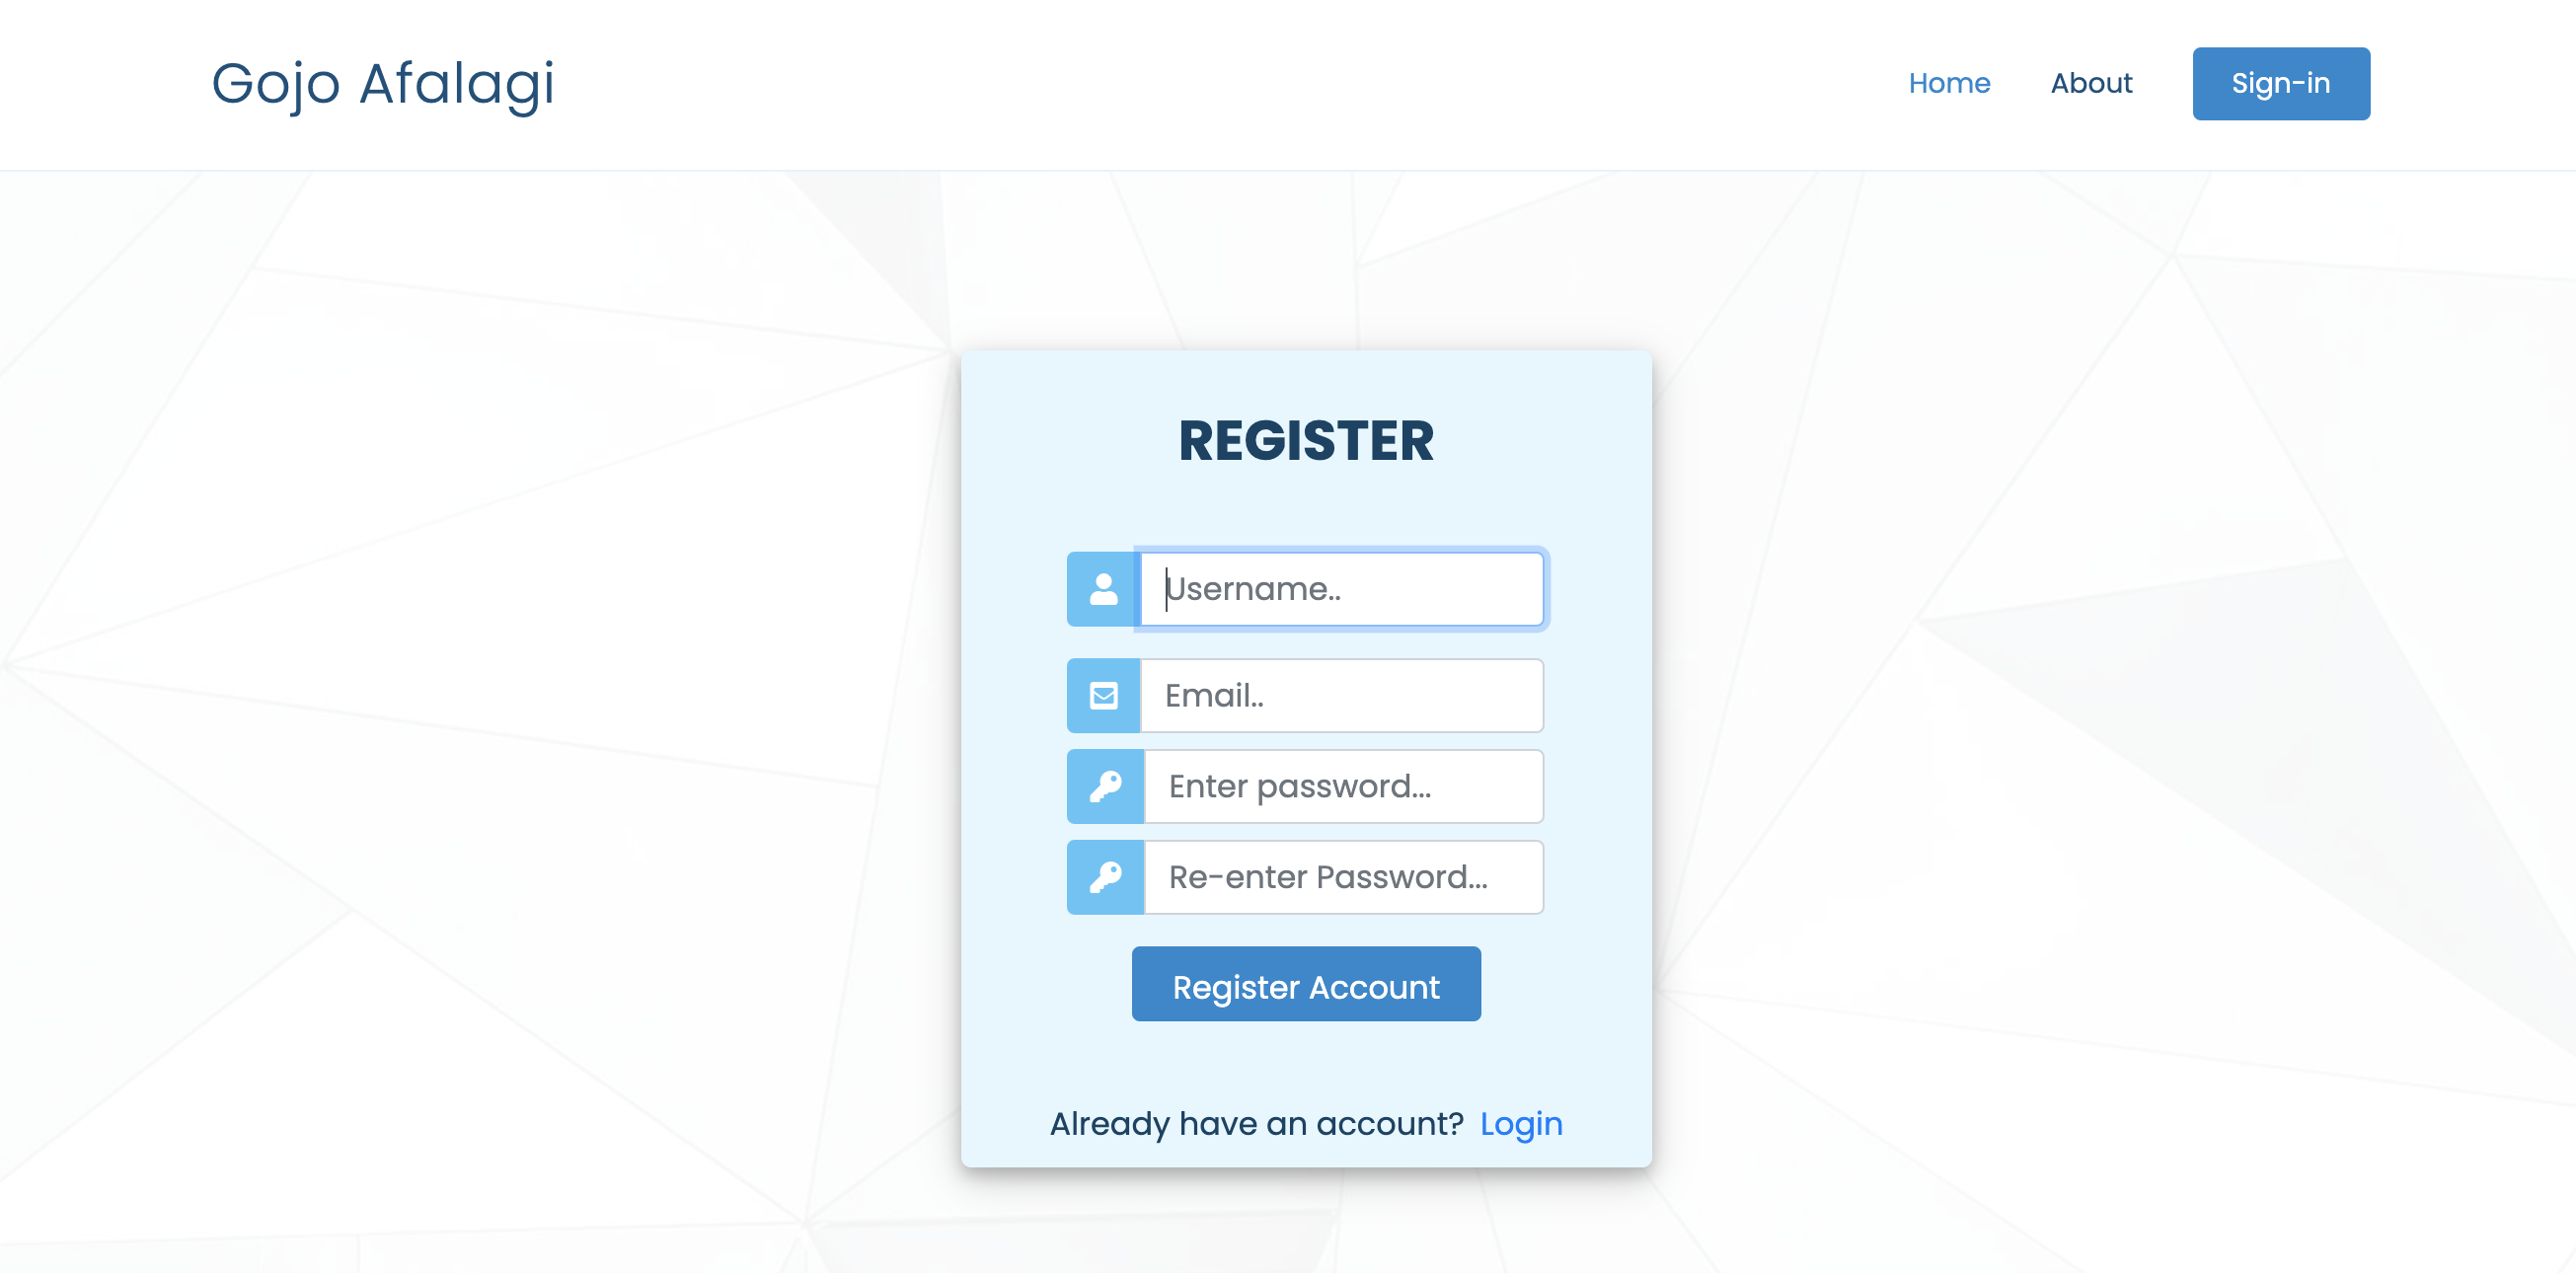 Gojo Afalagi
Home About Sign-in
REGISTER
Username..
Email..
Enter password...
Re-enter Password...
Register Account
Already have an account? Login